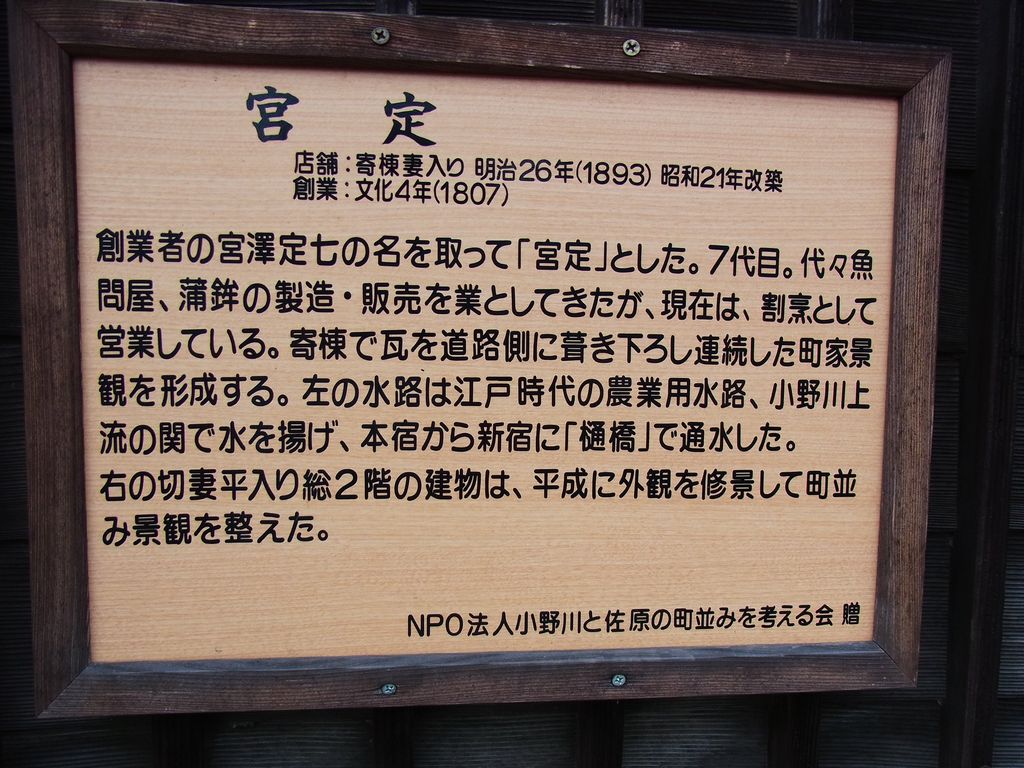 宮 定
店舗：寄棟妻入り 明治26年(1893) 昭和21年改築
創業：文化4年(1807)
創業者の宮澤定七の名を取って「宮定」とした。7代目。代々魚
問屋、蒲鉾の製造・販売を業としてきたが、現在は、割烹として
営業している。寄棟で瓦を道路側に葺き下ろし連続した町家景
観を形成する。左の水路は江戸時代の農業用水路、小野川上
流の関で水を揚げ、本宿から新宿に「樋橋」で通水した。
右の切妻平入り総2階の建物は、平成に外観を修景して町並
み景観を整えた。
NPO法人小野川と佐原の町並みを考える会 贈